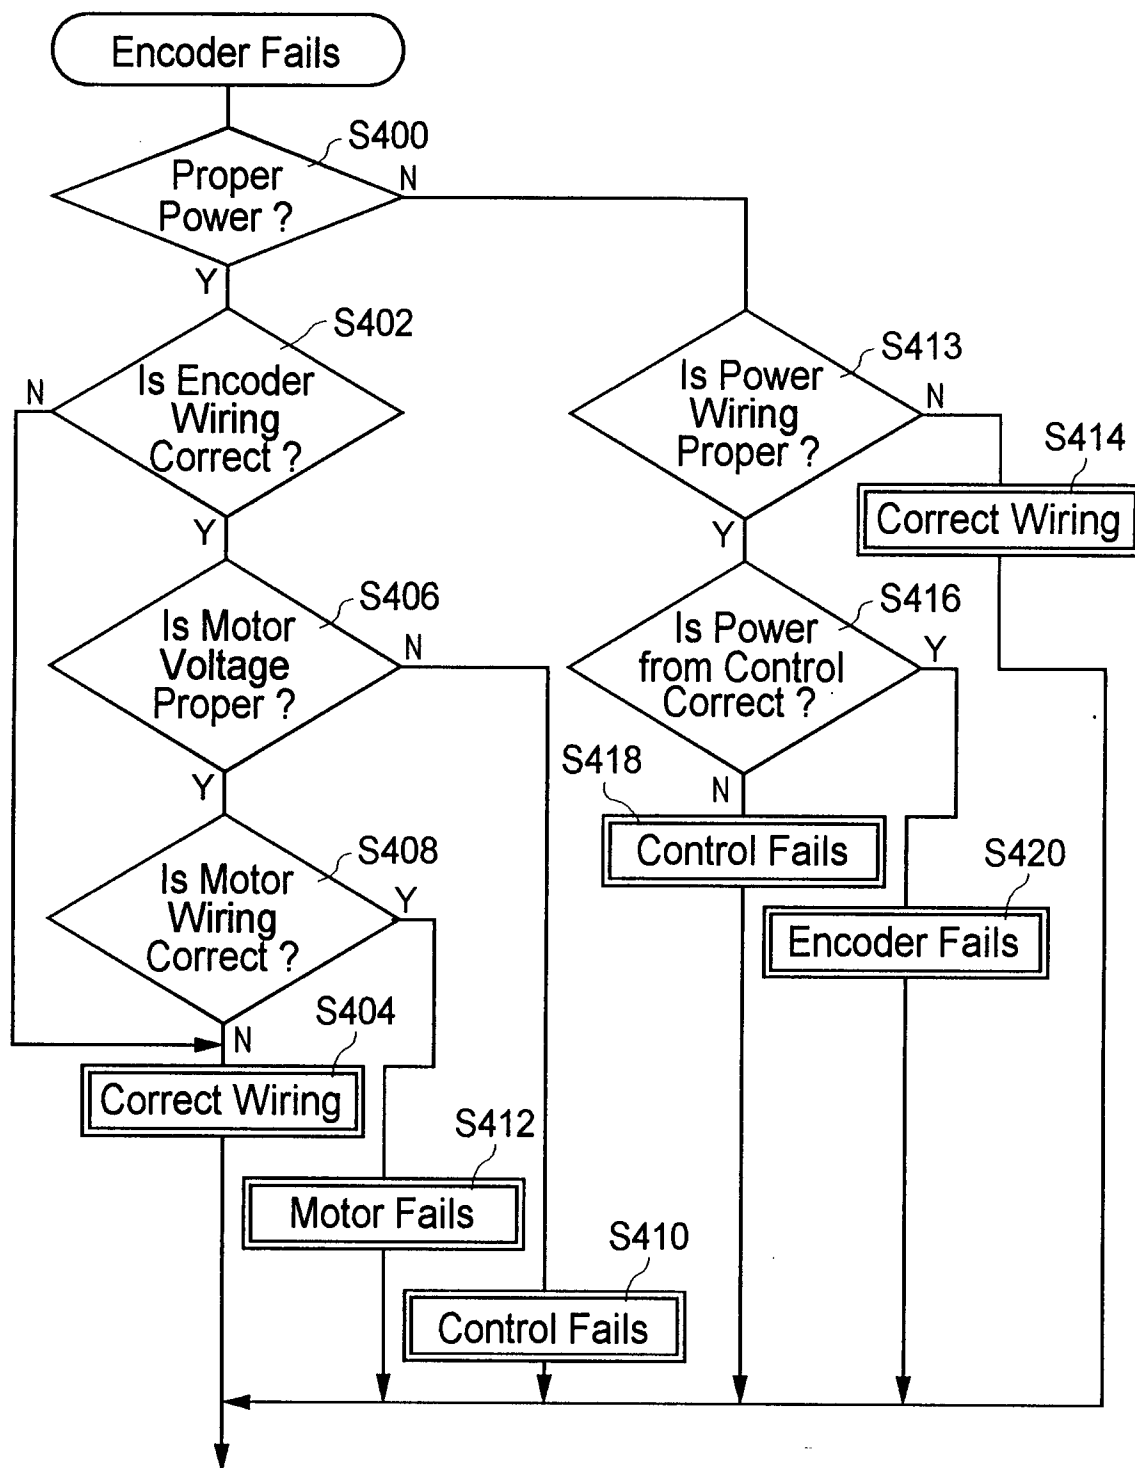 Encoder Fails
S400
Proper
Power ?
N
Y
S402
Is Encoder
Wiring
Correct ?
N
Y
S413
Is Power
Wiring
Proper ?
N
Y
S414
Correct Wiring
S406
Is Motor
Voltage
Proper ?
N
Y
S416
Is Power
from Control
Correct ?
Y
N
S418
Control Fails
S408
Is Motor
Wiring
Correct ?
Y
N
S420
Encoder Fails
S404
Correct Wiring
S412
Motor Fails
S410
Control Fails